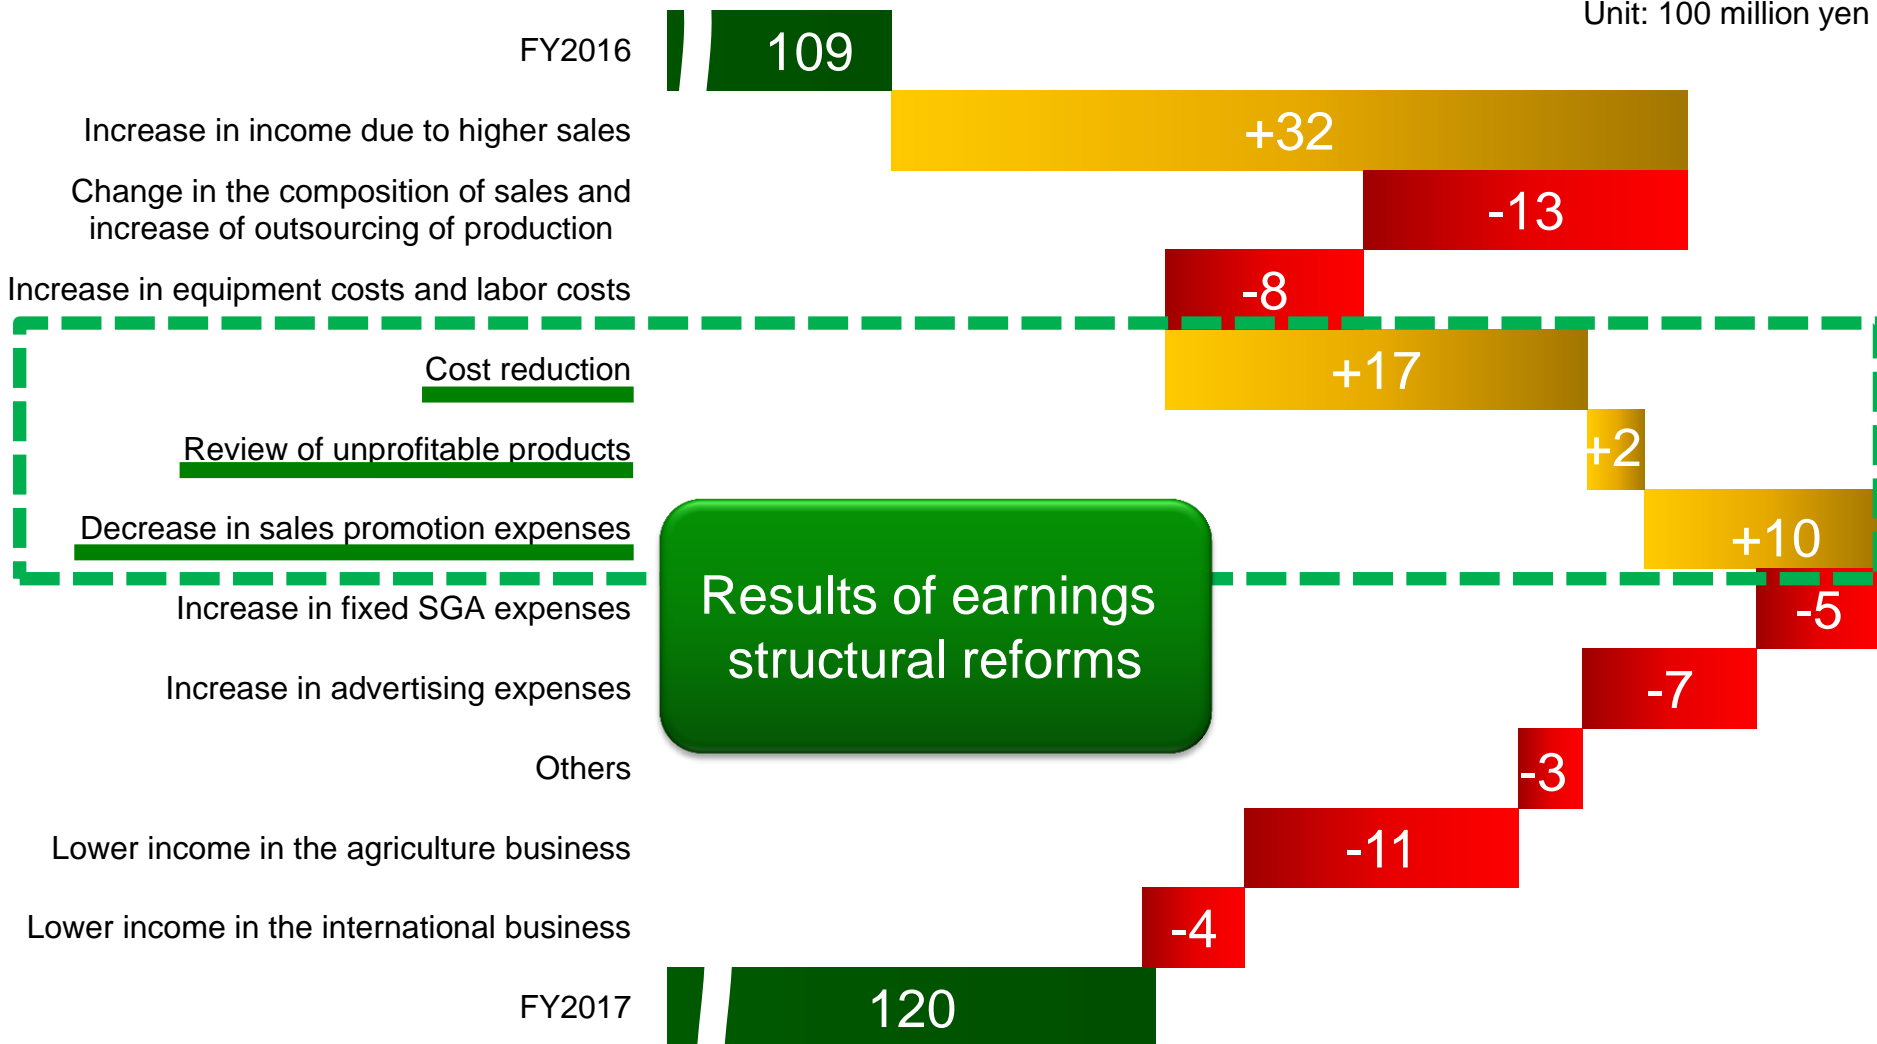 Unit: 100 million yen
FY2016
109
Increase in income due to higher sales
+32
Change in the composition of sales and
increase of outsourcing of production
-13
Increase in equipment costs and labor costs
-8
Cost reduction
+17
Review of unprofitable products
+2
Decrease in sales promotion expenses
+10
Results of earnings
structural reforms
Increase in fixed SGA expenses
-5
Increase in advertising expenses
-7
Others
-3
Lower income in the agriculture business
-11
Lower income in the international business
-4
FY2017
120